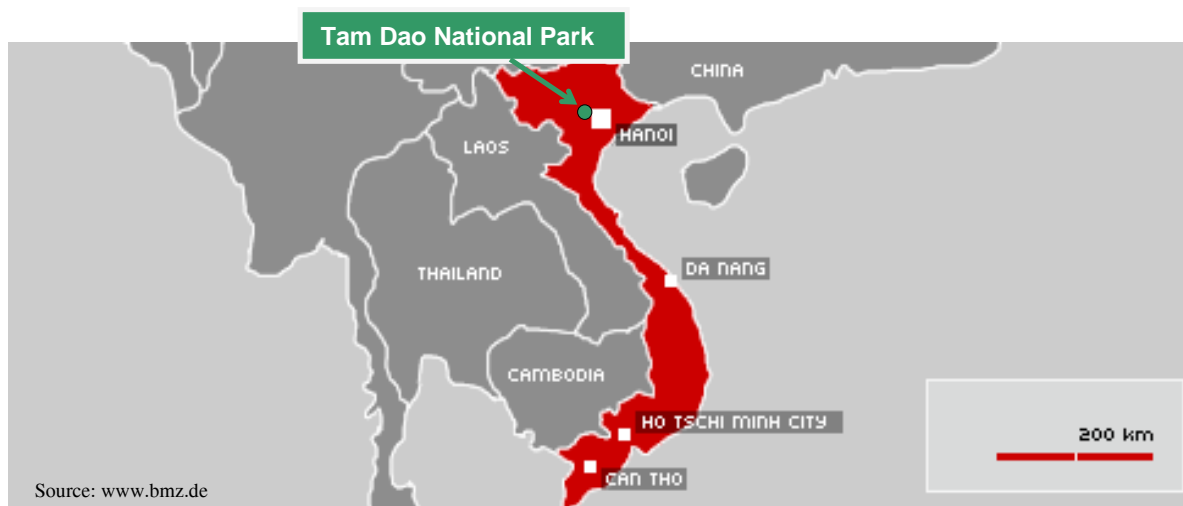 Tam Dao National Park
CHINA
HANOI
LAOS
THAILAND
DA NANG
CAMBODIA
HO TSCHI MINH CITY
200 km
CAN THO
Source: www.bmz.de